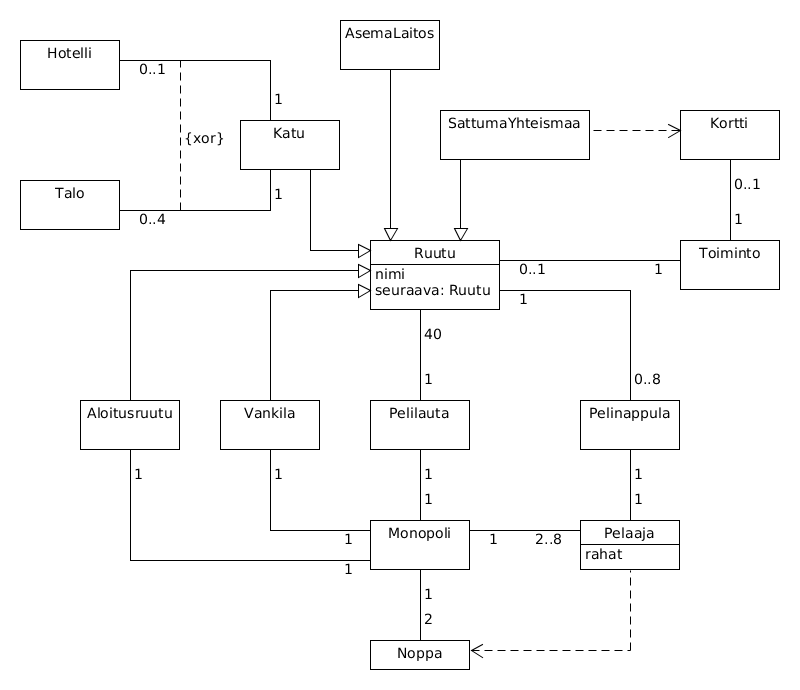 AsemaLaitos
Hotelli
0..1
1
SattumaYhteismaa
Kortti
Katu
{xor}
Talo
0..4
1
0..1
1
Ruutu
nimi
seuraava: Ruutu
Toiminto
0..1
1
1
40
1
0..8
Aloitusruutu
Vankila
Pelilauta
Pelinappula
1
1
1
1
1
1
Monopoli
Pelaaja
rahat
1
1
2..8
1
1
2
Noppa